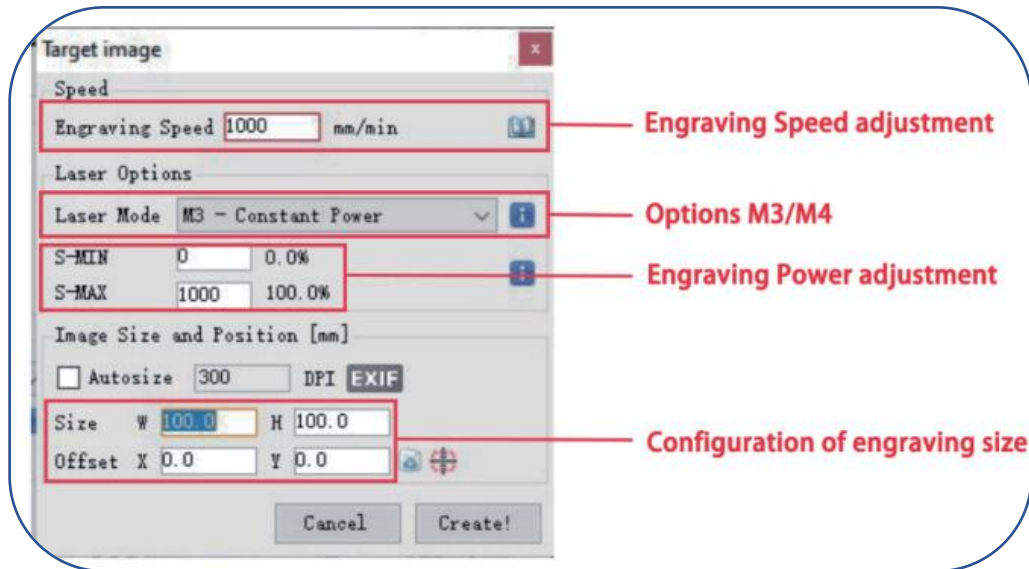 Target image
x
Speed
Engraving Speed 1000 mm/min
Engraving Speed adjustment
Laser Options
Laser Mode M3 - Constant Power
Options M3/M4
S-MIN 0 0.0%
S-MAX 1000 100.0%
Engraving Power adjustment
Image Size and Position [mm]
Autosize 300 DPI EXIF
Size W 100.0 H 100.0
Offset X 0.0 Y 0.0
Configuration of engraving size
Cancel Create!